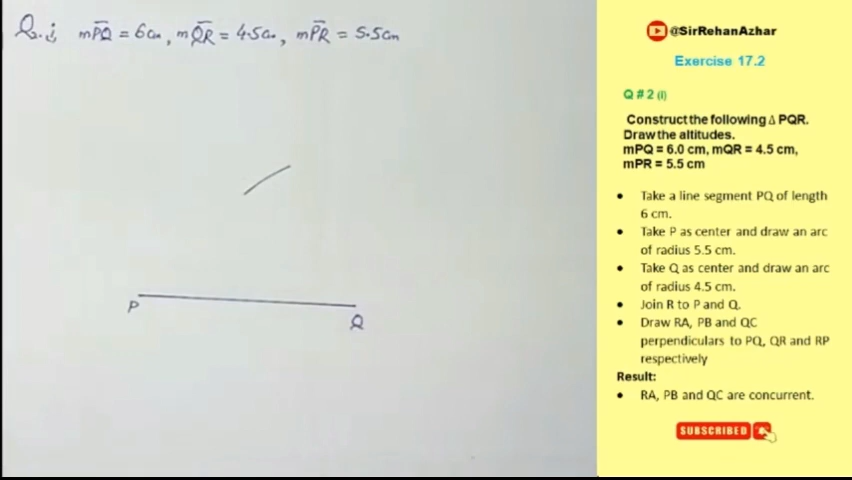 Q2. i, mPQ = 6cm, mQR = 4.5cm, mPR = 5.5cm
P
Q
@SirRehanAzhar
Exercise 17.2
Q # 2 (i)
Construct the following Δ PQR.
Draw the altitudes.
mPQ = 6.0 cm, mQR = 4.5 cm,
mPR = 5.5 cm
• Take a line segment PQ of length
6 cm.
• Take P as center and draw an arc
of radius 5.5 cm.
• Take Q as center and draw an arc
of radius 4.5 cm.
• Join R to P and Q.
• Draw RA, PB and QC
perpendiculars to PQ, QR and RP
respectively
Result:
• RA, PB and QC are concurrent.
SUBSCRIBED